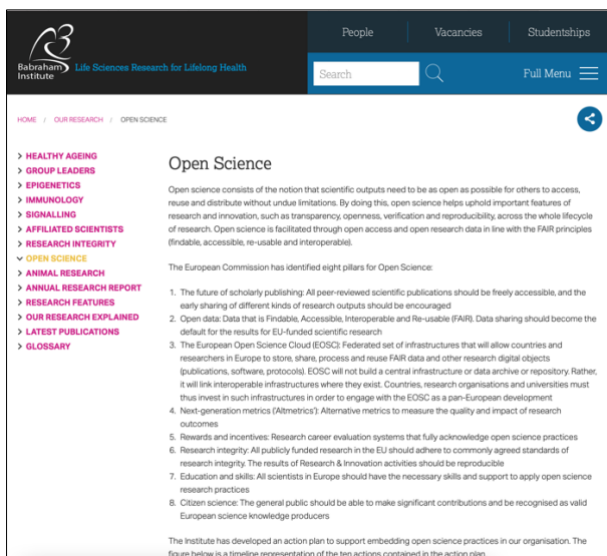 People
Vacancies
Studentships
Babraham
Institute
Life Sciences Research for Lifelong Health
Search
Full Menu
HOME / OUR RESEARCH / OPEN SCIENCE
> HEALTHY AGEING
> GROUP LEADERS
> EPIGENETICS
> IMMUNOLOGY
> SIGNALLING
> AFFILIATED SCIENTISTS
> RESEARCH INTEGRITY
OPEN SCIENCE
> ANIMAL RESEARCH
> ANNUAL RESEARCH REPORT
> RESEARCH FEATURES
> OUR RESEARCH EXPLAINED
> LATEST PUBLICATIONS
> GLOSSARY
Open Science
Open science consists of the notion that scientific outputs need to be as open as possible for others to access,
reuse and distribute without undue limitations. By doing this, open science helps uphold important features of
research and innovation, such as transparency, openness, verification and reproducibility, across the whole lifecycle
of research. Open science is facilitated through open access and open research data in line with the FAIR principles
(findable, accessible, re-usable and interoperable).
The European Commission has identified eight pillars for Open Science:
1. The future of scholarly publishing: All peer-reviewed scientific publications should be freely accessible, and the
early sharing of different kinds of research outputs should be encouraged
2. Open data: Data that is Findable, Accessible, Interoperable and Re-usable (FAIR). Data sharing should become the
default for the results for EU-funded scientific research
3. The European Open Science Cloud (EOSC): Federated set of infrastructures that will allow countries and
researchers in Europe to store, share, process and reuse FAIR data and other research digital objects
(publications, software, protocols). EOSC will not build a central infrastructure or data archive or repository. Rather,
it will link interoperable infrastructures where they exist. Countries, research organisations and universities must
thus invest in such infrastructures in order to engage with the EOSC as a pan-European development
4. Next-generation metrics ('Altmetrics'): Alternative metrics to measure the quality and impact of research
outcomes
5. Rewards and incentives: Research career evaluation systems that fully acknowledge open science practices
6. Research integrity: All publicly funded research in the EU should adhere to commonly agreed standards of
research integrity. The results of Research & Innovation activities should be reproducible
7. Education and skills: All scientists in Europe should have the necessary skills and support to apply open science
research practices
8. Citizen science: The general public should be able to make significant contributions and be recognised as valid
European science knowledge producers
The Institute has developed an action plan to support embedding open science practices in our organisation. The
figure below is a timeline representation of the ten actions contained in the action plan